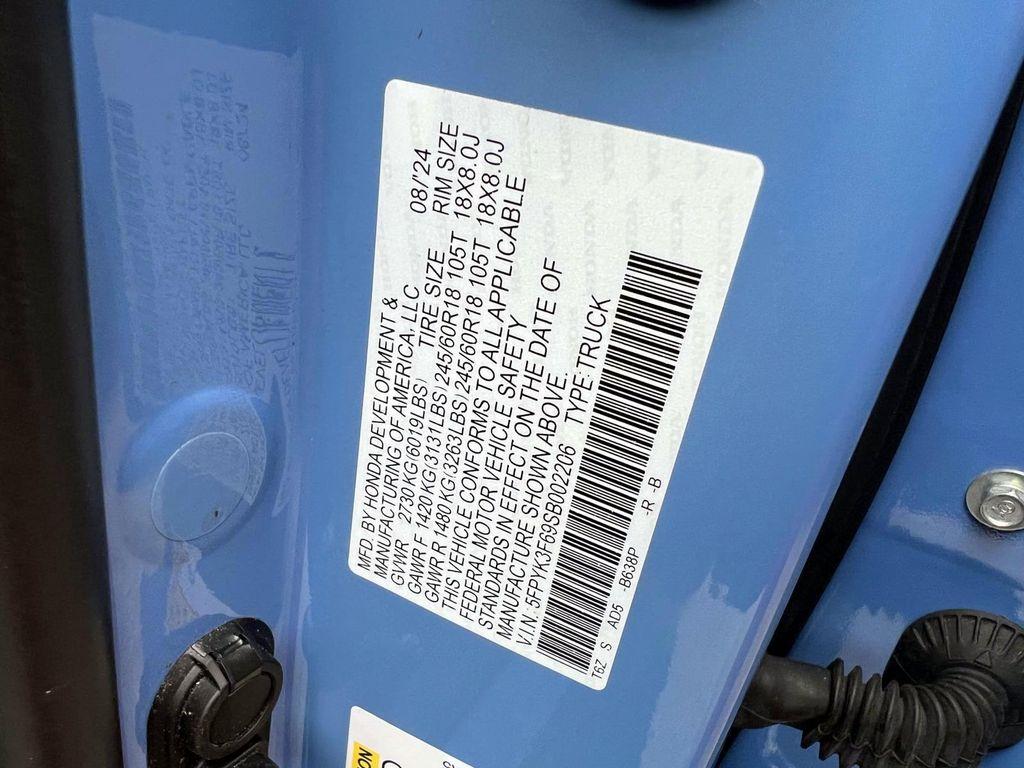 MFD. BY HONDA DEVELOPMENT &
MANUFACTURING OF AMERICA, LLC 08/'24
GVWR 2730 KG(6019LBS) TIRE SIZE RIM SIZE
GAWR F 1420 KG(3131LBS) 245/60R18 105T 18X8.0J
GAWR R 1480 KG(3263LBS) 245/60R18 105T 18X8.0J
THIS VEHICLE CONFORMS TO ALL APPLICABLE
FEDERAL MOTOR VEHICLE SAFETY
STANDARDS IN EFFECT ON THE DATE OF
MANUFACTURE SHOWN ABOVE.
V.I.N. 5FPYK3F69SB002206 TYPE: TRUCK
T6Z S AD5 -B638P -R -B